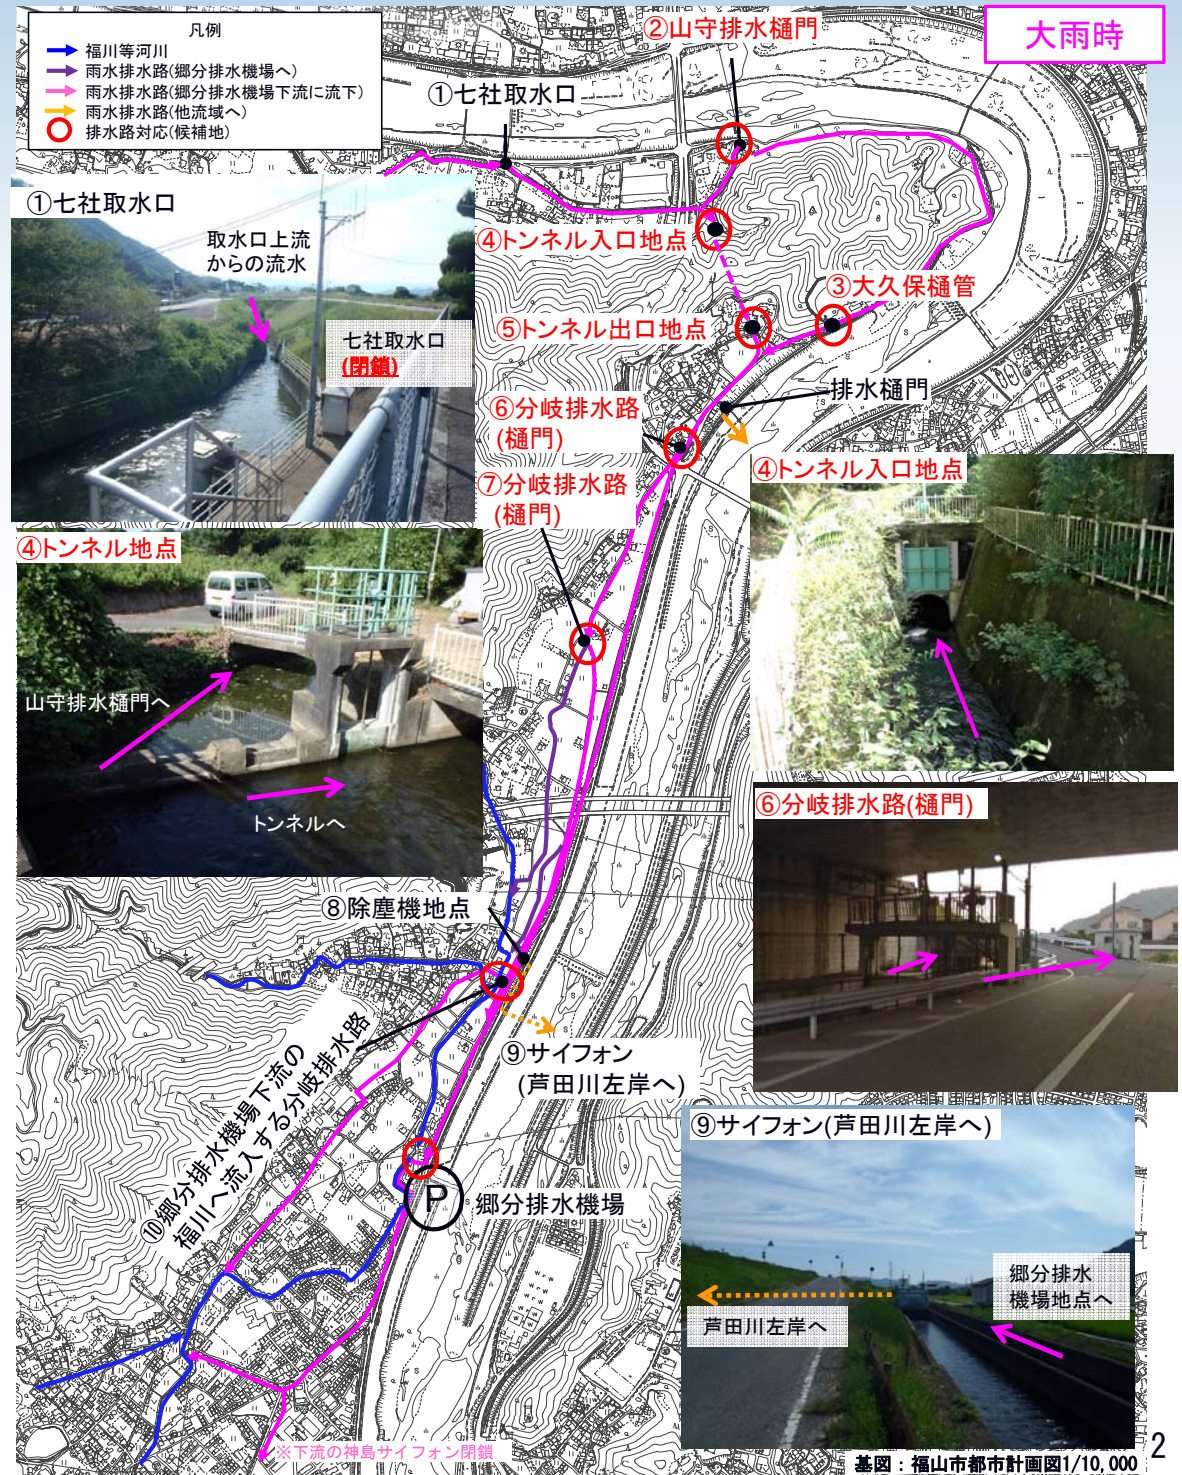 大雨時
凡例
福川等河川
雨水排水路(郷分排水機場へ)
雨水排水路(郷分排水機場下流に流下)
雨水排水路(他流域へ)
排水路対応(候補地)
②山守排水樋門
①七社取水口
①七社取水口
取水口上流
からの流水
七社取水口
(閉鎖)
④トンネル入口地点
③大久保樋管
⑤トンネル出口地点
排水樋門
⑥分岐排水路
(樋門)
⑦分岐排水路
(樋門)
④トンネル入口地点
④トンネル地点
山守排水樋門へ
トンネルへ
⑥分岐排水路(樋門)
⑧除塵機地点
⑨サイフォン
(芦田川左岸へ)
⑩郷分排水機場下流の
福川へ流入する分岐排水路
P
郷分排水機場
⑨サイフォン(芦田川左岸へ)
郷分排水
機場地点へ
芦田川左岸へ
※下流の神島サイフォン閉鎖
基図：福山市都市計画図1/10,000
2